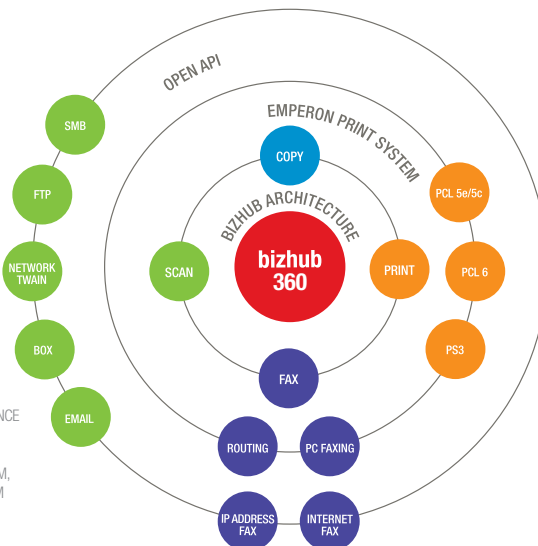 OPEN API
EMPERON PRINT SYSTEM
SMB
COPY
PCL 5e/5c
FTP
BIZHUB ARCHITECTURE
bizhub
360
NETWORK
TWAIN
SCAN
PRINT
PCL 6
BOX
PS3
FAX
EMAIL
NCE
ROUTING
PC FAXING
M,
M
IP ADDRESS
FAX
INTERNET
FAX